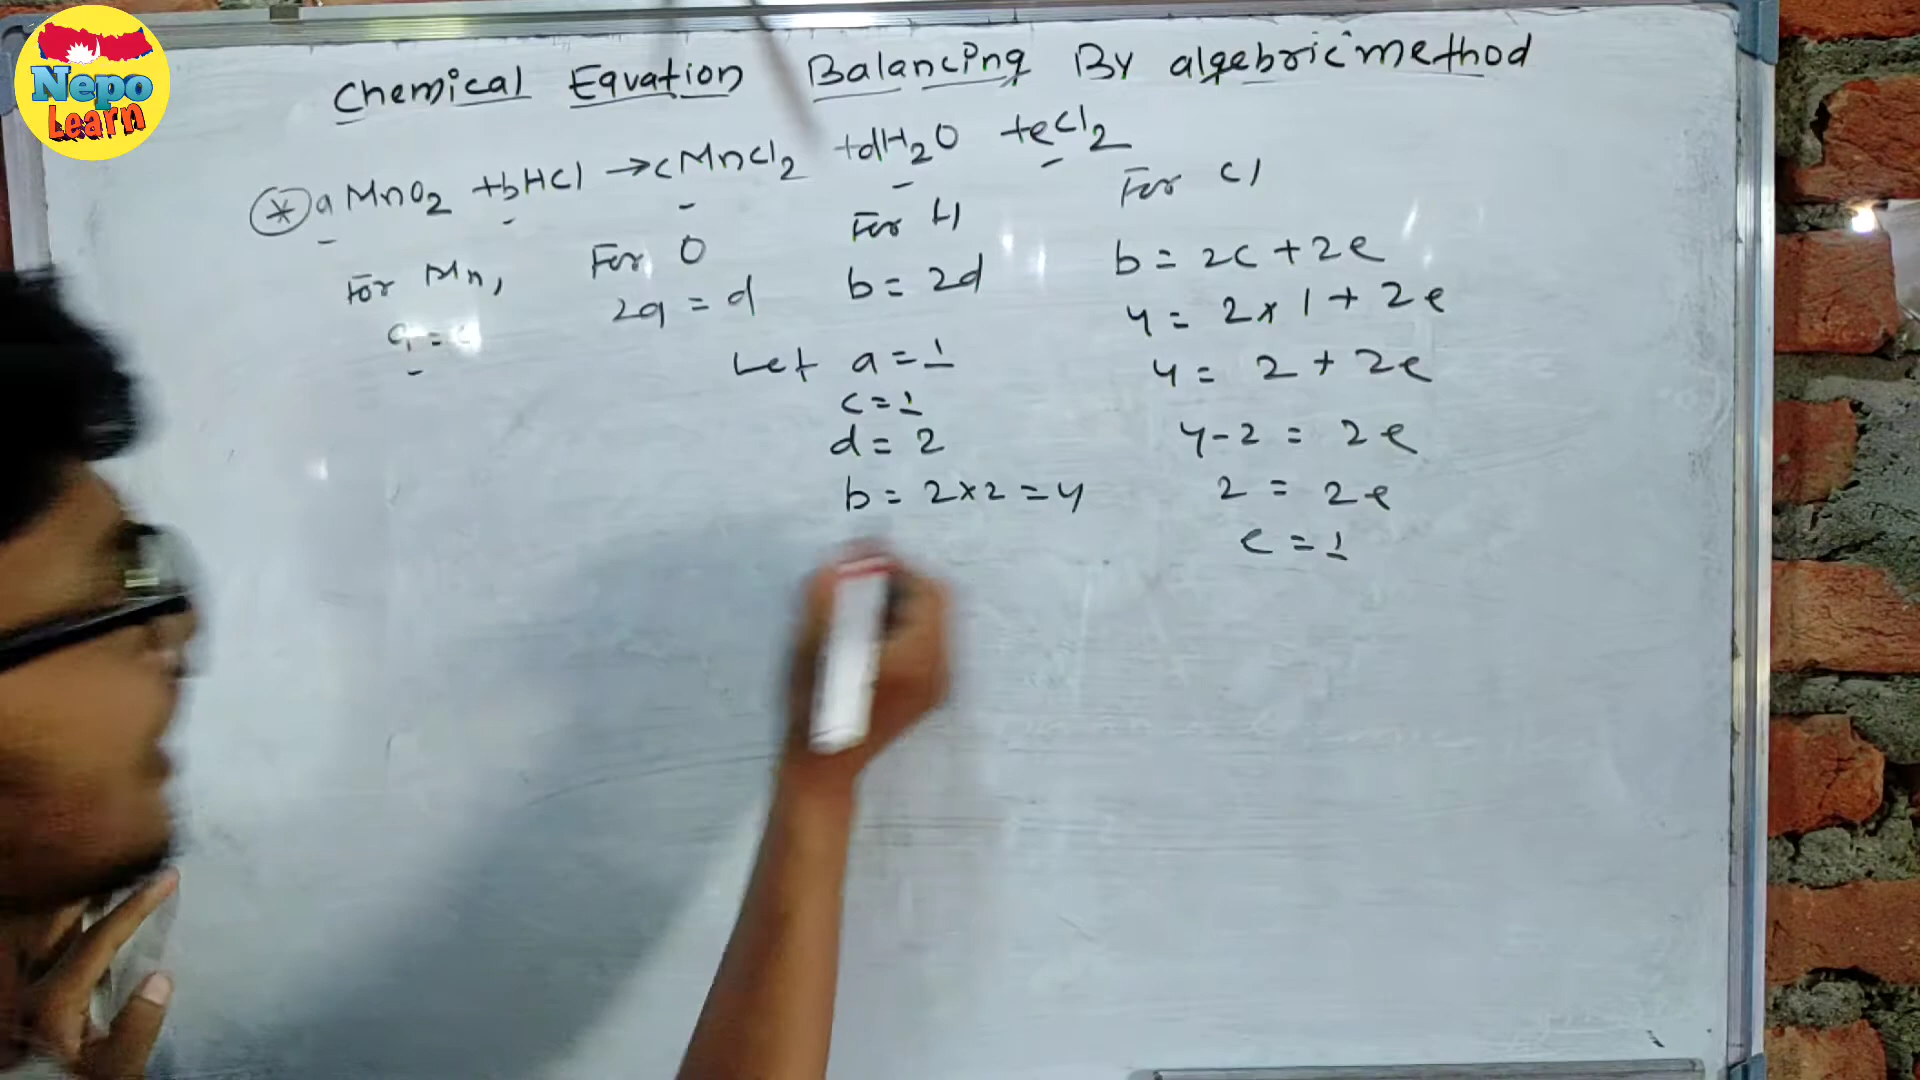 Nepo
Learn
Chemical Equation Balancing By algebric method
* a MnO2 + bHCl → cMnCl2 + dH2O + eCl2
For Mn,
a = c
For O
2a = d
For H
b = 2d
Let a = 1
c = 1
d = 2
b = 2×2 = 4
For Cl
b = 2c + 2e
4 = 2×1 + 2e
4 = 2 + 2e
4-2 = 2e
2 = 2e
e = 1